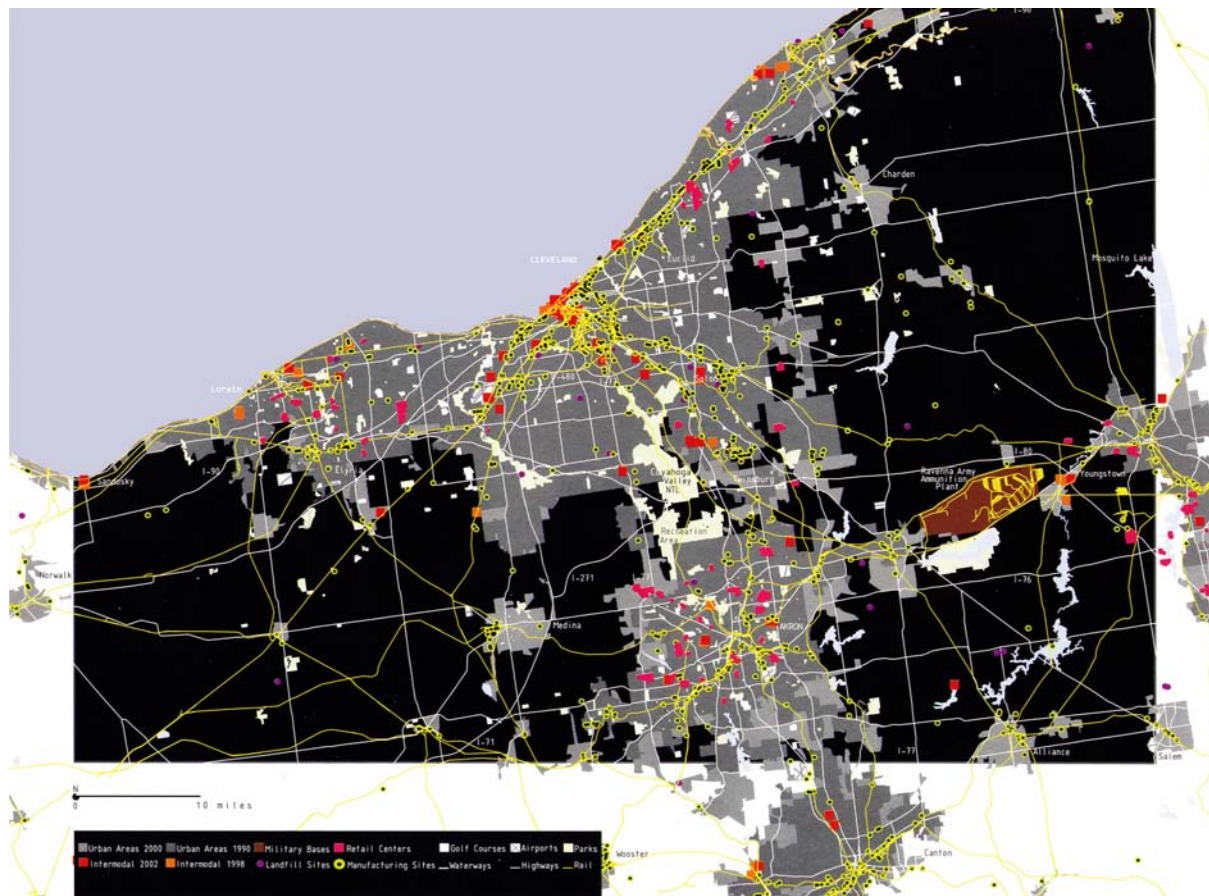 I-90
Charden
CLEVELAND
Euclid
Mosquito Lake
I-480
I-77
Solon
Lorain
I-90
Elyria
Sandusky
Cuyahoga
Valley
NTL
Recreation
Area
Twinsburg
Ravenna Army
Ammunition
Plant
I-80
Youngstown
Norwalk
I-271
I-76
Medina
AKRON
I-71
I-77
Alliance
Salem
N
0
10 miles
Urban Areas 2000 Urban Areas 1990 Military Bases Retail Centers Golf Courses Airports Parks
Intermodal 2002 Intermodal 1998 Landfill Sites Manufacturing Sites Waterways Highways Rail
Wooster
Canton